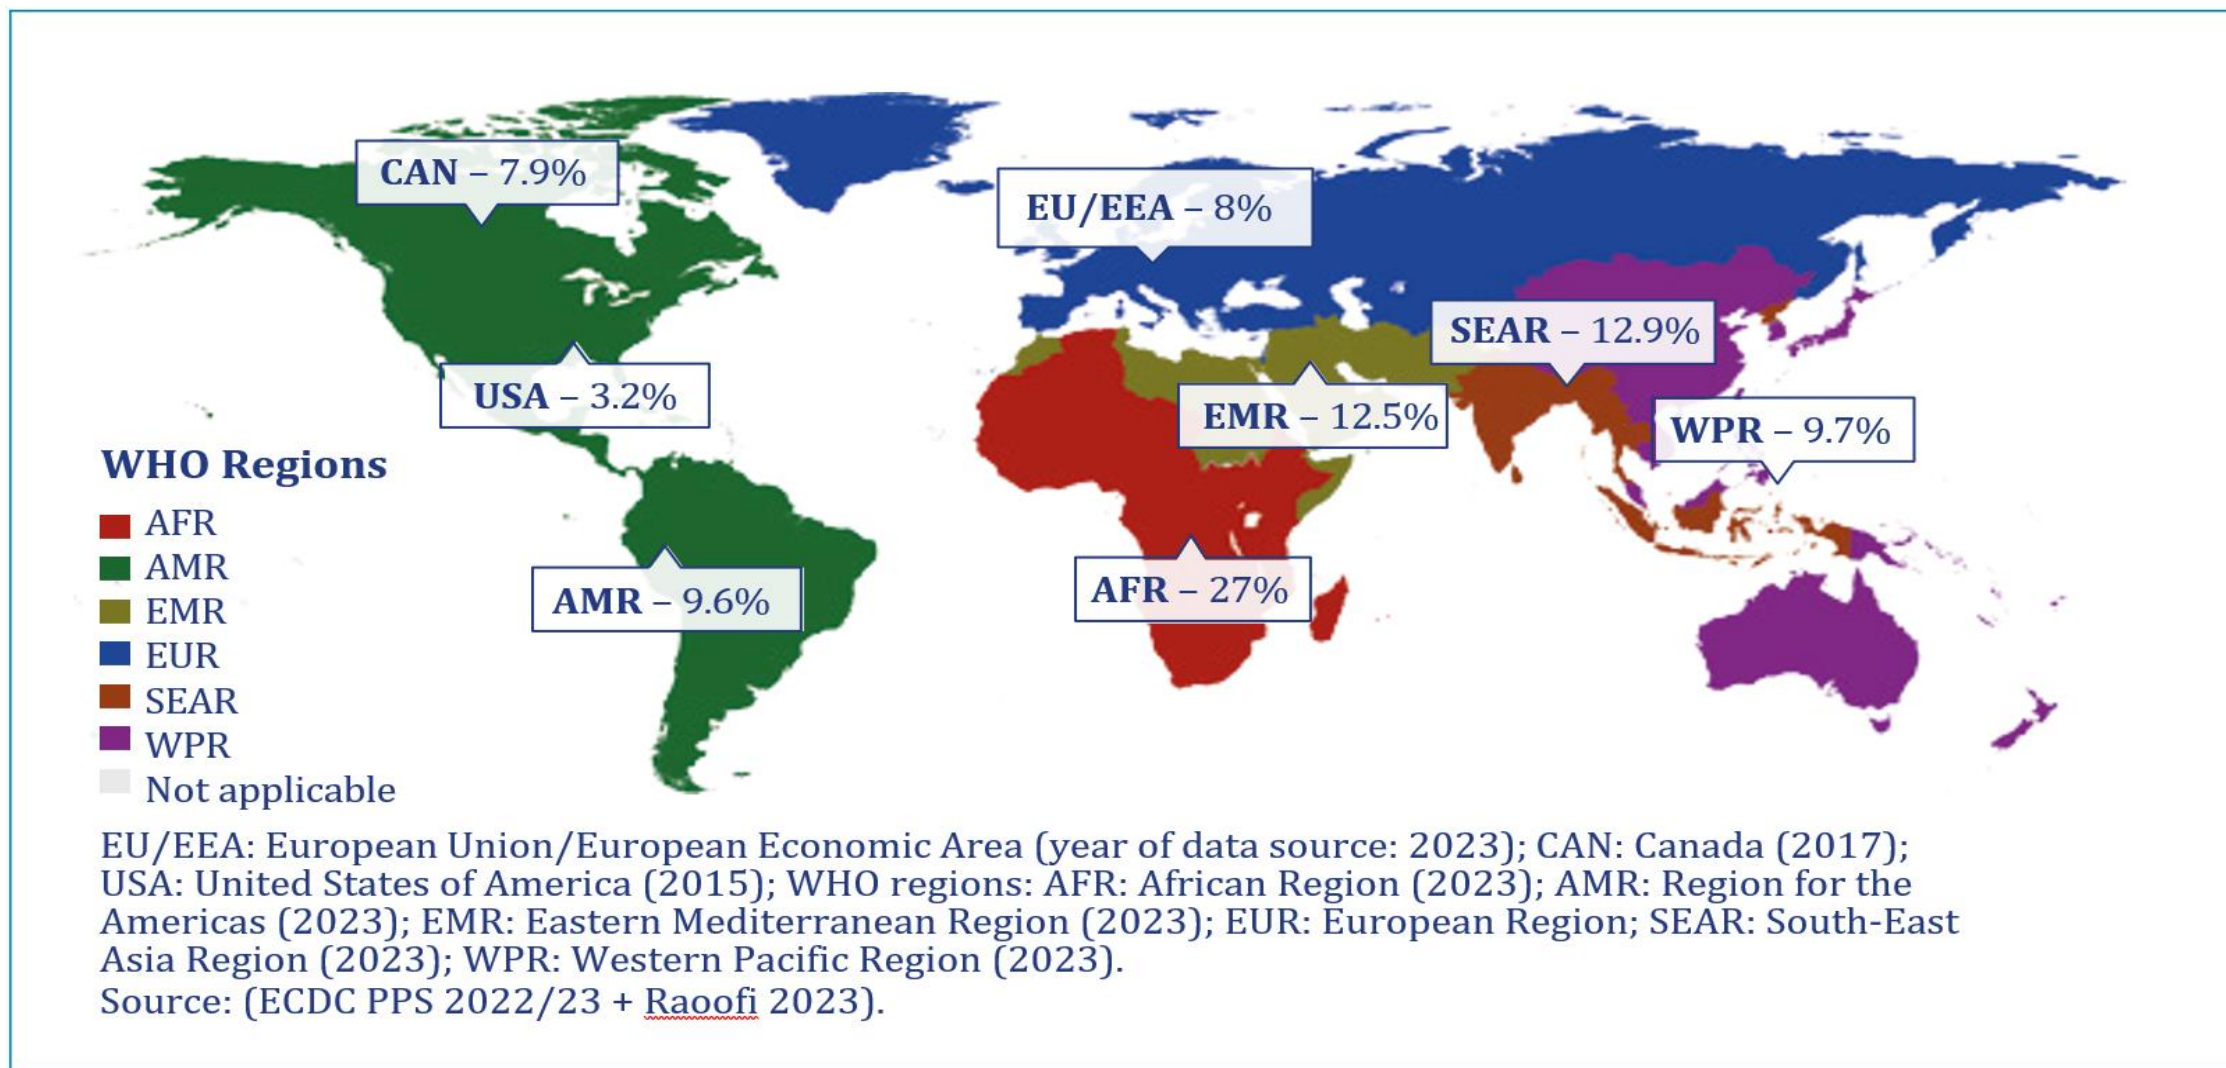 CAN – 7.9%
EU/EEA – 8%
SEAR – 12.9%
USA – 3.2%
EMR – 12.5%
WPR – 9.7%
AMR – 9.6%
AFR – 27%
WHO Regions
AFR
AMR
EMR
EUR
SEAR
WPR
Not applicable
EU/EEA: European Union/European Economic Area (year of data source: 2023); CAN: Canada (2017);
USA: United States of America (2015); WHO regions: AFR: African Region (2023); AMR: Region for the
Americas (2023); EMR: Eastern Mediterranean Region (2023); EUR: European Region; SEAR: South-East
Asia Region (2023); WPR: Western Pacific Region (2023).
Source: (ECDC PPS 2022/23 + Raoofi 2023).